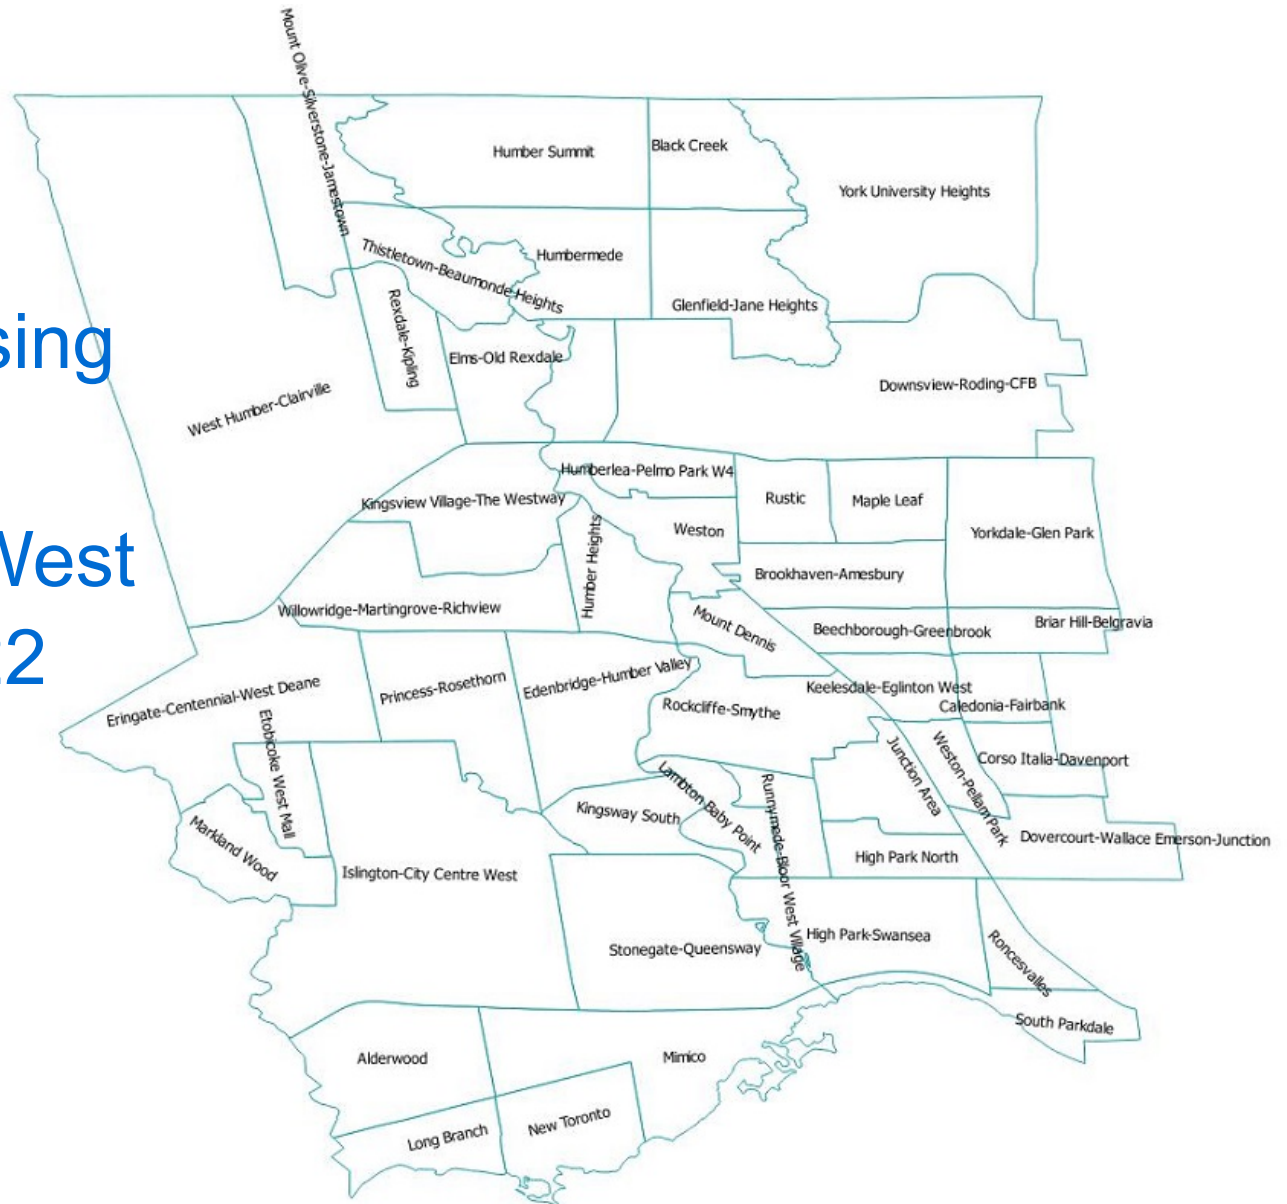 Mount Olive-Silverstone-Jamestown
Humber Summit
Black Creek
York University Heights
Thistletown-Beaumonde Heights
Humbermede
Glenfield-Jane Heights
sing
Rexdale-Kipling
Elms-Old Rexdale
Downsview-Roding-CFB
West Humber-Clairville
Humberlea-Pelmo Park W4
Kingsview Village-The Westway
Rustic
Maple Leaf
Weston
Yorkdale-Glen Park
West
Humber Heights
Brookhaven-Amesbury
Willowridge-Martingrove-Richview
Mount Dennis
Beechborough-Greenbrook
Briar Hill-Belgravia
2
Eringate-Centennial-West Deane
Princess-Rosethorn
Edenbridge-Humber Valley
Keelesdale-Eglinton West
Rockcliffe-Smythe
Caledonia-Fairbank
Etobicoke West Mall
Junction Area
Weston-Pellam Park
Corso Italia-Davenport
Lambton Baby Point
Runnymede-Bloor West Village
Kingsway South
Markland Wood
Dovercourt-Wallace Emerson-Junction
High Park North
Islington-City Centre West
Stonegate-Queensway
High Park-Swansea
Roncesvalles
South Parkdale
Alderwood
Mimico
Long Branch
New Toronto